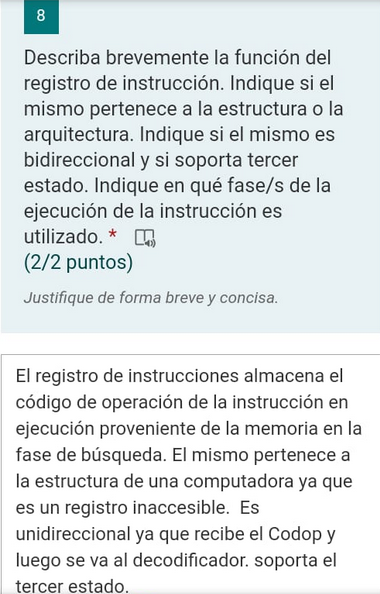 8
Describa brevemente la función del
registro de instrucción. Indique si el
mismo pertenece a la estructura o la
arquitectura. Indique si el mismo es
bidireccional y si soporta tercer
estado. Indique en qué fase/s de la
ejecución de la instrucción es
utilizado. *
(2/2 puntos)
Justifique de forma breve y concisa.
El registro de instrucciones almacena el
código de operación de la instrucción en
ejecución proveniente de la memoria en la
fase de búsqueda. El mismo pertenece a
la estructura de una computadora ya que
es un registro inaccesible.  Es
unidireccional ya que recibe el Codop y
luego se va al decodificador. soporta el
tercer estado.